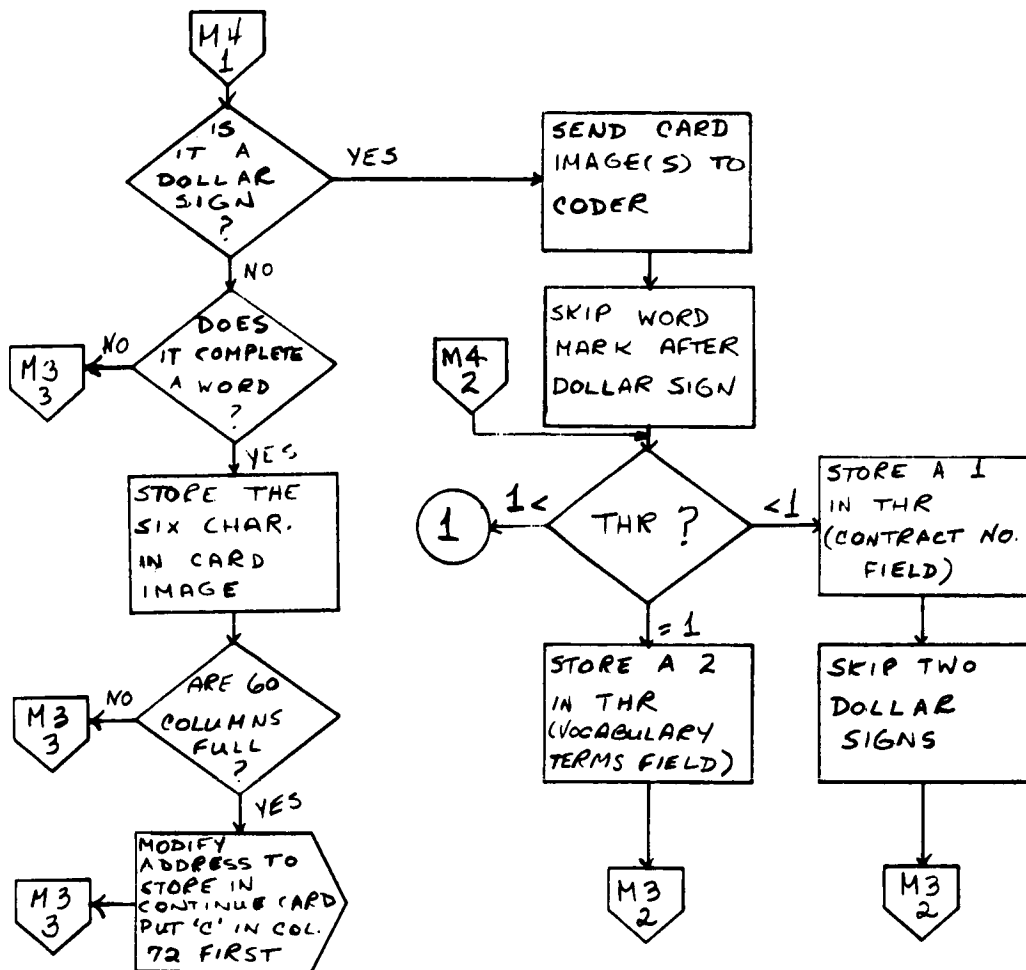 M4
1
IS
IT A
DOLLAR
SIGN
?
YES
NO
SEND CARD
IMAGE(S) TO
CODER
SKIP WORD
MARK AFTER
DOLLAR SIGN
M4
2
DOES
IT COMPLETE
A WORD
?
NO
M3
3
YES
STORE THE
SIX CHAR.
IN CARD
IMAGE
ARE 60
COLUMNS
FULL
?
NO
M3
3
YES
MODIFY
ADDRESS TO
STORE IN
CONTINUE CARD
PUT 'C' IN COL.
72 FIRST
M3
3
THR ?
1<
1
<1
STORE A 1
IN THR
(CONTRACT NO.
FIELD)
SKIP TWO
DOLLAR
SIGNS
M3
2
=1
STORE A 2
IN THR
(VOCABULARY
TERMS FIELD)
M3
2